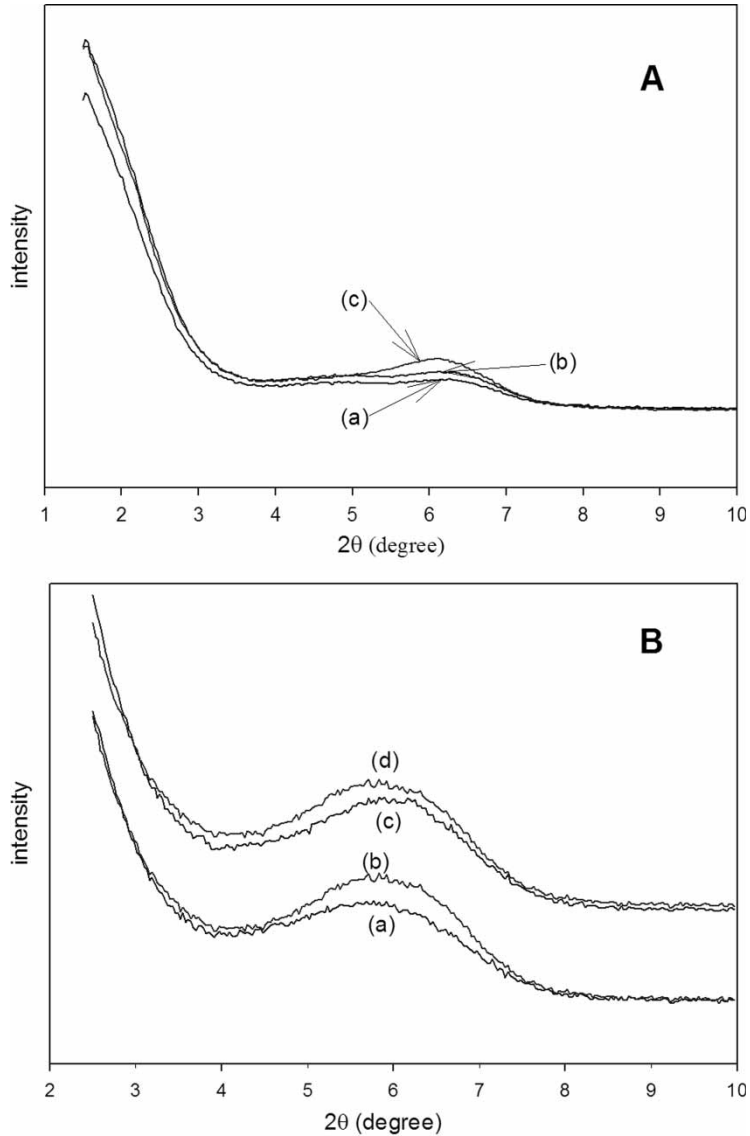 A
intensity
(c)
(b)
(a)
1 2 3 4 5 6 7 8 9 10
2θ (degree)
B
intensity
(d)
(c)
(b)
(a)
2 3 4 5 6 7 8 9 10
2θ (degree)